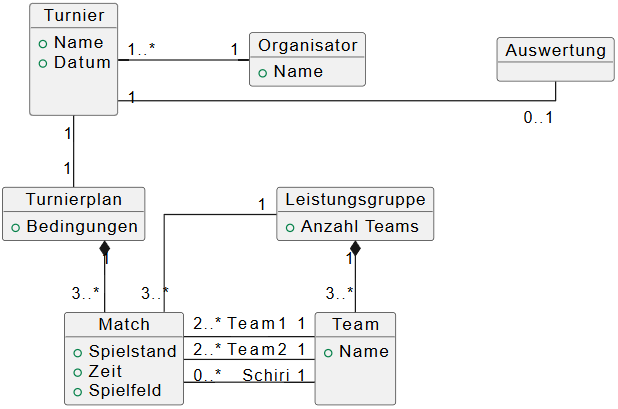 Turnier
Name
Datum
1..*
1
Organisator
Name
Auswertung
1
0..1
1
1
Turnierplan
Bedingungen
1
Leistungsgruppe
Anzahl Teams
1
1
3..*
3..*
3..*
Match
Spielstand
Zeit
Spielfeld
2..* Team1 1
2..* Team2 1
0..* Schiri 1
Team
Name